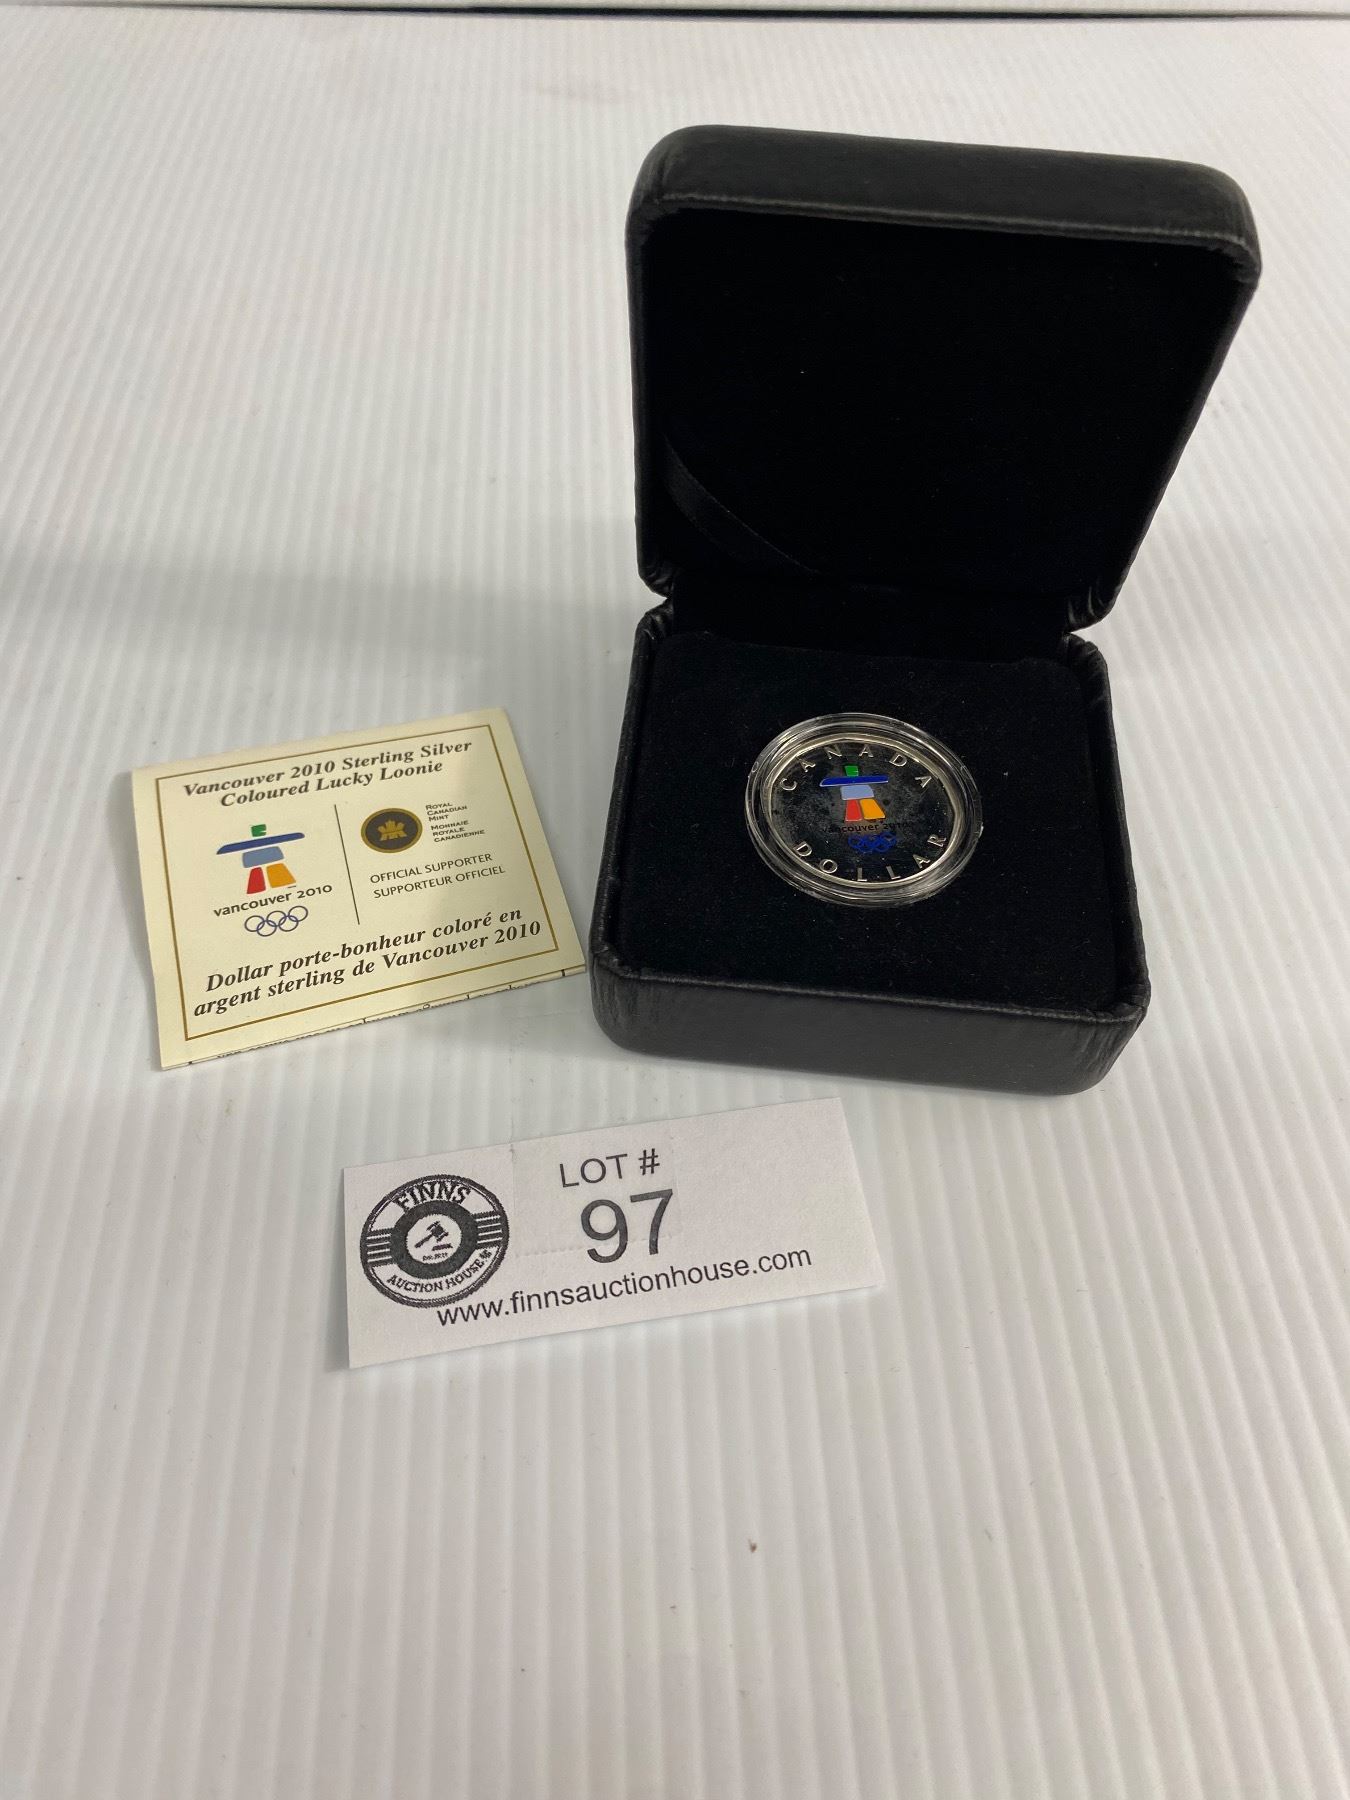 Vancouver 2010 Sterling Silver
Coloured Lucky Loonie
ROYAL
CANADIAN
MINT
MONNAIE
ROYALE
CANADIENNE
OFFICIAL SUPPORTER
SUPPORTEUR OFFICIEL
vancouver 2010
Dollar porte-bonheur coloré en
argent sterling de Vancouver 2010
CANADA
vancouver
DOLLAR
FINNS
AUCTION HOUSE
LOT #
97
www.finnsauctionhouse.com